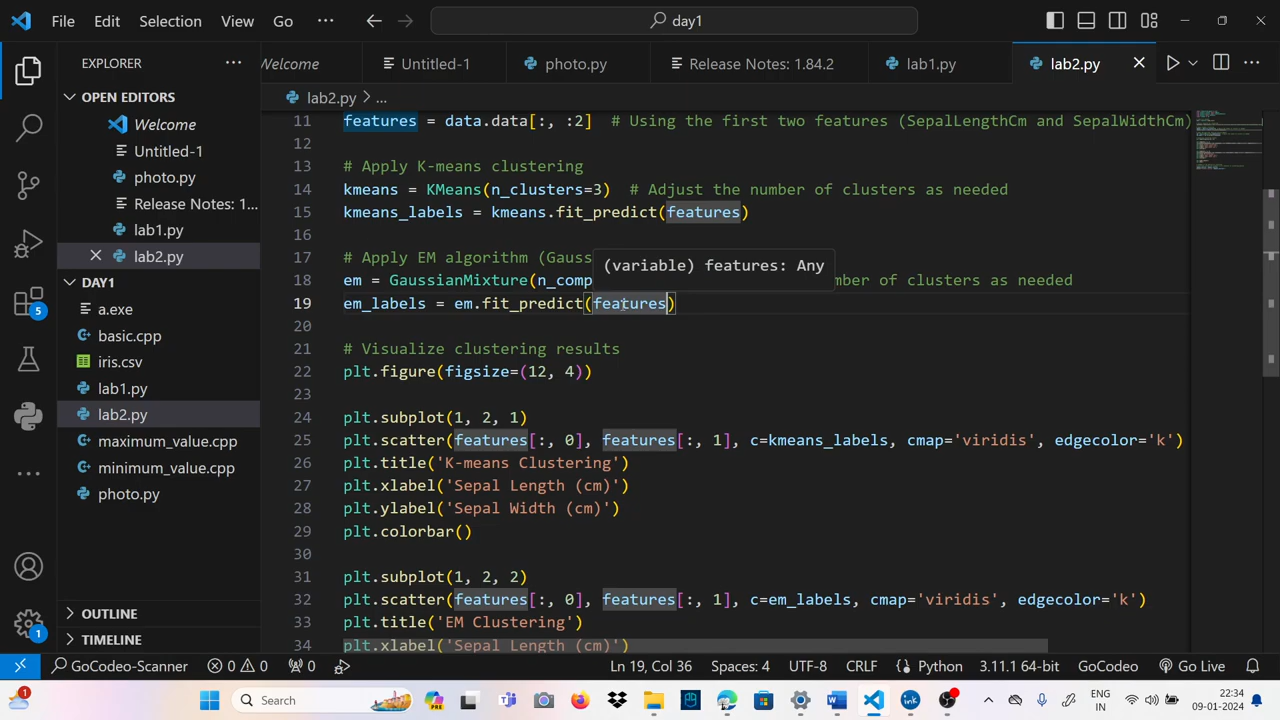 File Edit Selection View Go ··· day1
EXPLORER ···
Welcome Untitled-1 photo.py Release Notes: 1.84.2 lab1.py lab2.py
OPEN EDITORS
Welcome
Untitled-1
photo.py
Release Notes: 1...
lab1.py
lab2.py
DAY1
a.exe
basic.cpp
iris.csv
lab1.py
lab2.py
maximum_value.cpp
minimum_value.cpp
photo.py
OUTLINE
TIMELINE
5
1
lab2.py > ...
11 features = data.data[:, :2] # Using the first two features (SepalLengthCm and SepalWidthCm)
12
13 # Apply K-means clustering
14 kmeans = KMeans(n_clusters=3) # Adjust the number of clusters as needed
15 kmeans_labels = kmeans.fit_predict(features)
16
17 # Apply EM algorithm (Gauss
(variable) features: Any
18 em = GaussianMixture(n_comp mber of clusters as needed
19 em_labels = em.fit_predict(features)
20
21 # Visualize clustering results
22 plt.figure(figsize=(12, 4))
23
24 plt.subplot(1, 2, 1)
25 plt.scatter(features[:, 0], features[:, 1], c=kmeans_labels, cmap='viridis', edgecolor='k')
26 plt.title('K-means Clustering')
27 plt.xlabel('Sepal Length (cm)')
28 plt.ylabel('Sepal Width (cm)')
29 plt.colorbar()
30
31 plt.subplot(1, 2, 2)
32 plt.scatter(features[:, 0], features[:, 1], c=em_labels, cmap='viridis', edgecolor='k')
33 plt.title('EM Clustering')
34 plt.xlabel('Sepal Length (cm)')
GoCodeo-Scanner 0 0 0 Ln 19, Col 36 Spaces: 4 UTF-8 CRLF Python 3.11.1 64-bit GoCodeo Go Live
1 Search PRE ENG 22:34
IN 09-01-2024